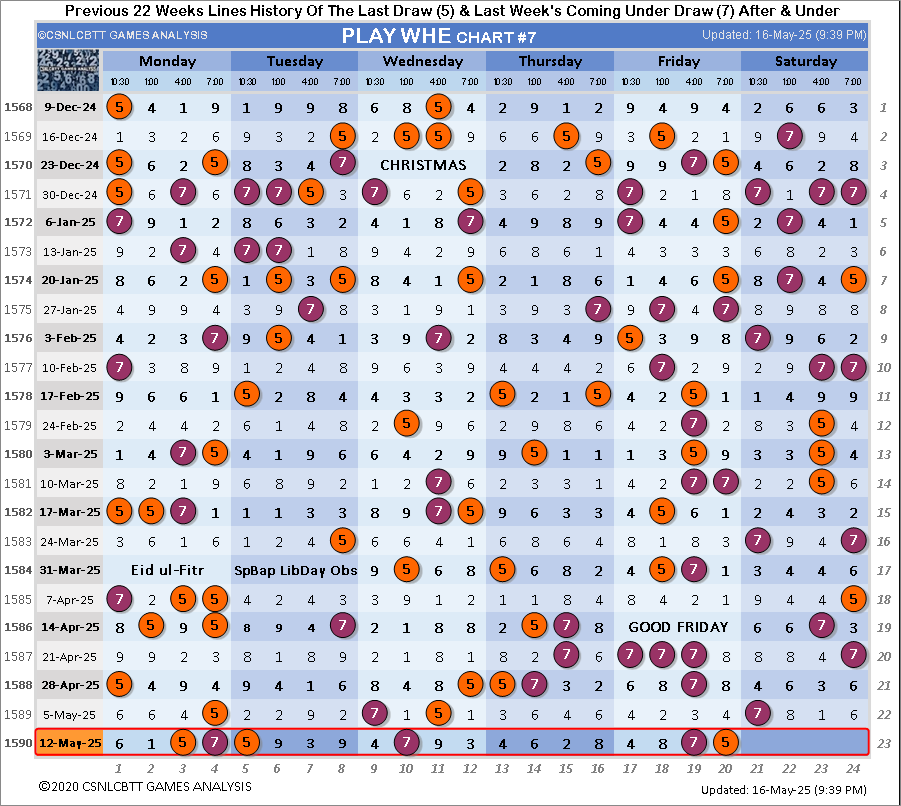 Previous 22 Weeks Lines History Of The Last Draw (5) & Last Week's Coming Under Draw (7) After & Under
©CSNLCBTT GAMES ANALYSIS PLAY WHE CHART #7 Updated: 16-May-25 (9:39 PM)
Monday Tuesday Wednesday Thursday Friday Saturday
10:30 1:00 4:00 7:00 10:30 1:00 4:00 7:00 10:30 1:00 4:00 7:00 10:30 1:00 4:00 7:00 10:30 1:00 4:00 7:00 10:30 1:00 4:00 7:00
1568 9-Dec-24 5 4 1 9 1 9 9 8 6 8 5 4 2 9 1 2 9 4 9 4 2 6 6 3 1
1569 16-Dec-24 1 3 2 6 9 3 2 5 2 5 5 9 6 6 5 9 3 5 2 1 9 7 9 4 2
1570 23-Dec-24 5 6 2 5 8 3 4 7 CHRISTMAS 2 8 2 5 9 9 7 5 4 6 2 8 3
1571 30-Dec-24 5 6 7 6 7 7 5 3 7 6 2 5 3 6 2 8 7 2 1 8 7 1 7 7 4
1572 6-Jan-25 7 9 1 2 8 6 3 2 4 1 8 7 4 9 8 9 7 4 4 5 2 7 4 1 5
1573 13-Jan-25 9 2 7 4 7 7 1 8 9 4 2 9 6 8 6 1 4 3 3 3 6 8 2 3 6
1574 20-Jan-25 8 6 2 5 1 5 3 5 8 4 1 5 2 1 8 6 1 4 6 5 8 7 4 5 7
1575 27-Jan-25 4 9 9 4 3 9 7 8 3 1 9 1 3 9 3 7 9 7 4 7 8 9 8 8 8
1576 3-Feb-25 4 2 3 7 9 5 4 1 3 9 7 2 8 3 4 9 5 3 9 8 7 9 6 2 9
1577 10-Feb-25 7 3 8 9 1 2 4 8 9 6 3 9 4 4 4 2 6 7 2 9 2 9 7 7 10
1578 17-Feb-25 9 6 6 1 5 2 8 4 4 3 3 2 5 2 1 5 4 2 5 1 1 4 9 9 11
1579 24-Feb-25 2 4 4 2 6 1 4 8 2 5 9 6 2 9 8 6 4 2 7 2 8 3 5 4 12
1580 3-Mar-25 1 4 7 5 4 1 9 6 6 4 2 9 9 5 1 1 1 3 5 9 3 3 5 4 13
1581 10-Mar-25 8 2 1 9 6 8 9 2 1 2 7 6 2 3 3 1 4 2 7 7 2 2 5 6 14
1582 17-Mar-25 5 5 7 1 1 1 3 3 8 9 7 5 9 6 3 3 4 5 6 1 2 4 3 2 15
1583 24-Mar-25 3 6 1 6 1 2 4 5 6 6 4 1 6 8 6 4 8 1 8 3 7 9 4 7 16
1584 31-Mar-25 Eid ul-Fitr SpBap LibDay Obs 9 5 6 8 5 6 8 2 4 5 7 1 3 4 4 6 17
1585 7-Apr-25 7 2 5 5 4 2 4 3 3 9 1 2 1 1 8 4 8 4 2 1 9 4 4 5 18
1586 14-Apr-25 8 5 9 5 8 9 4 7 2 1 8 8 2 5 7 8 GOOD FRIDAY 6 6 7 3 19
1587 21-Apr-25 9 9 2 3 8 1 8 9 2 1 8 1 8 2 7 6 7 7 7 8 8 8 4 7 20
1588 28-Apr-25 5 4 9 4 9 4 1 6 8 4 8 5 5 7 3 2 6 8 7 8 4 6 3 6 21
1589 5-May-25 6 6 4 5 2 2 9 2 7 1 5 1 3 6 4 6 4 2 3 4 7 8 1 6 22
1590 12-May-25 6 1 5 7 5 9 3 9 4 7 9 3 4 6 2 8 4 8 7 5 23
1 2 3 4 5 6 7 8 9 10 11 12 13 14 15 16 17 18 19 20 21 22 23 24
©2020 CSNLCBTT GAMES ANALYSIS Updated: 16-May-25 (9:39 PM)